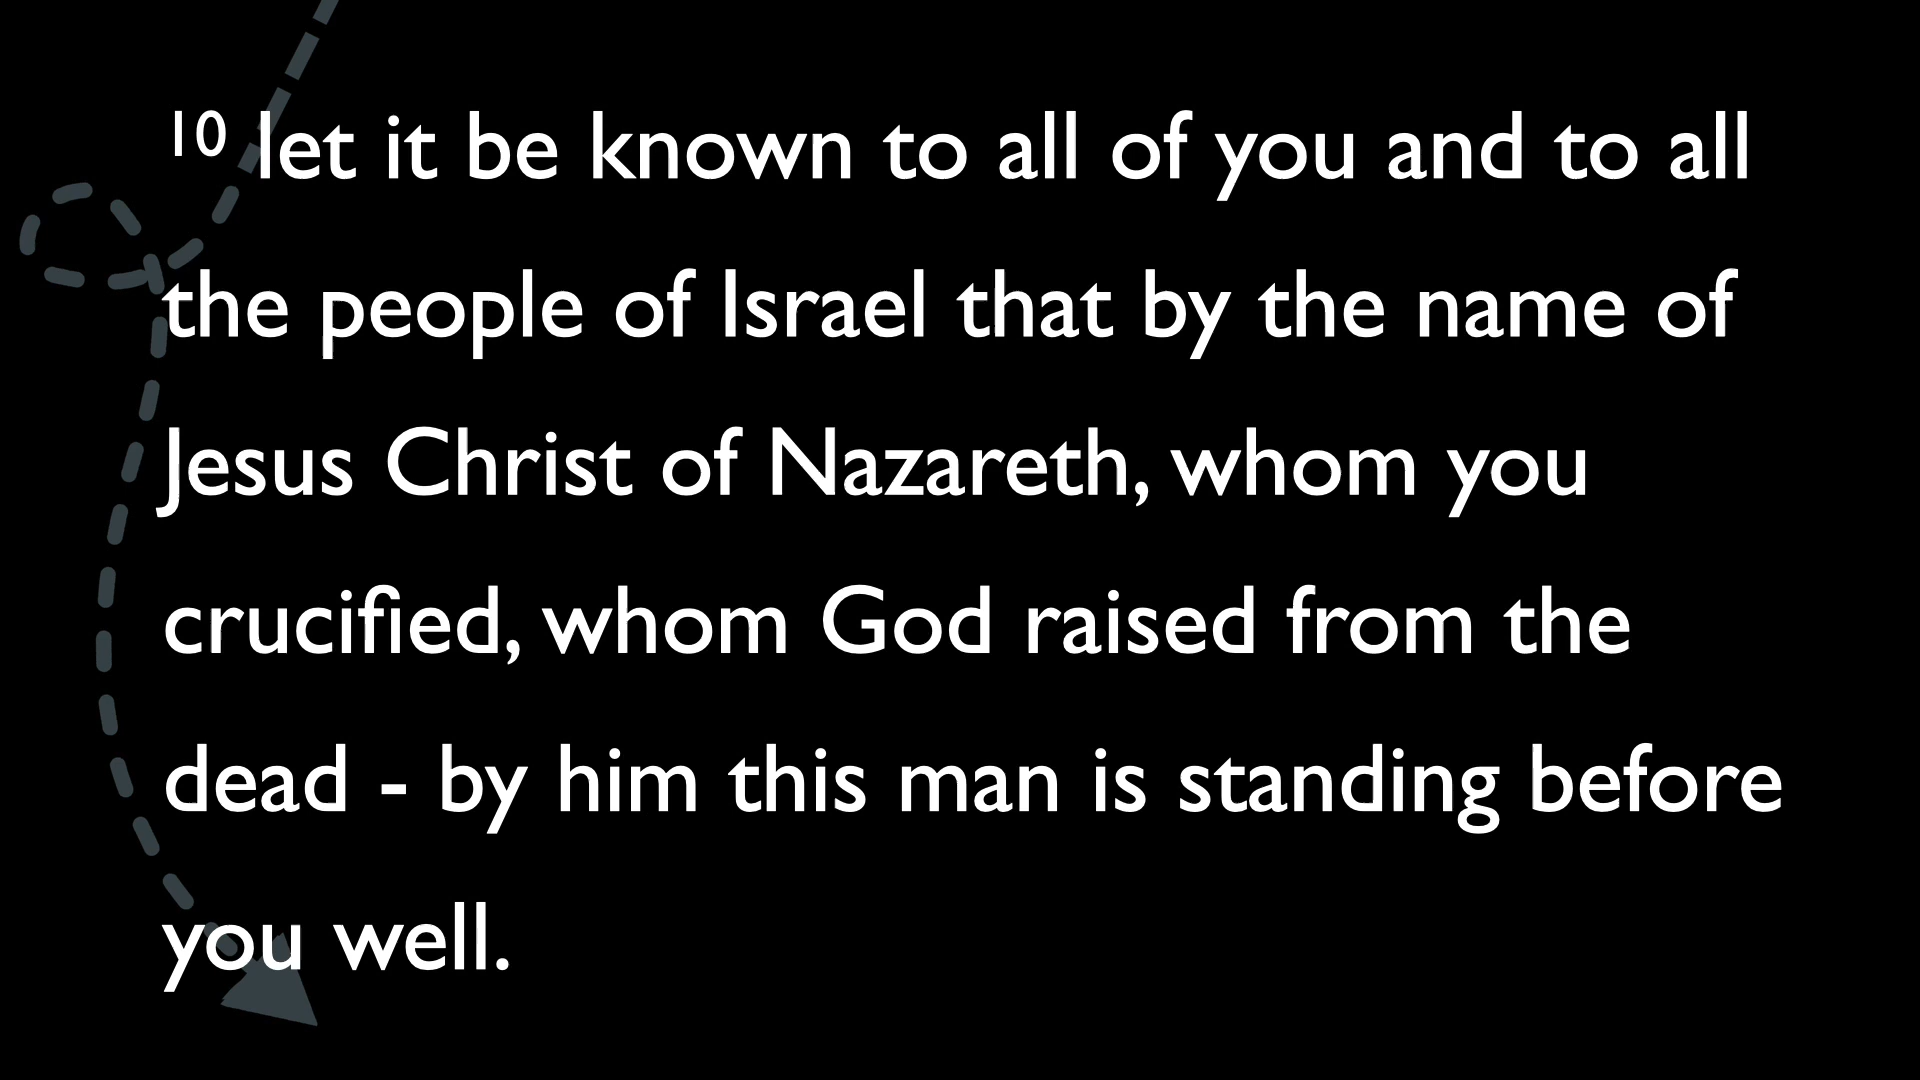 10 let it be known to all of you and to all
the people of Israel that by the name of
Jesus Christ of Nazareth, whom you
crucified, whom God raised from the
dead - by him this man is standing before
you well.